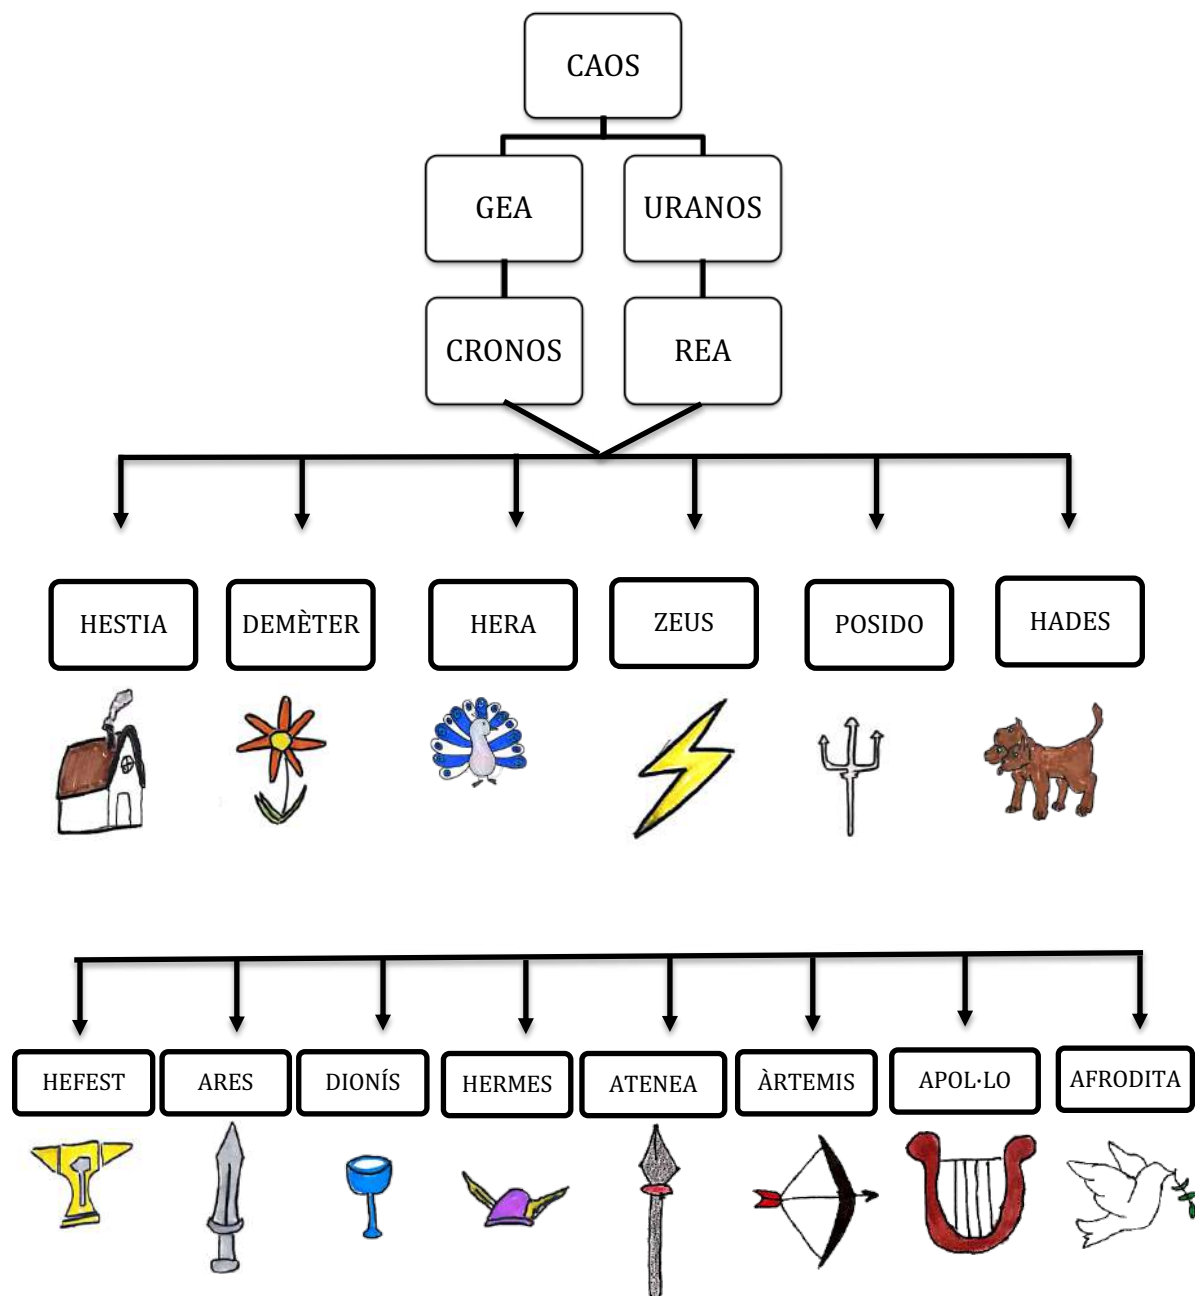 CAOS
GEA
URANOS
CRONOS
REA
HESTIA
DEMÈTER
HERA
ZEUS
POSIDO
HADES
HEFEST
ARES
DIONÍS
HERMES
ATENEA
ÀRTEMIS
APOL·LO
AFRODITA